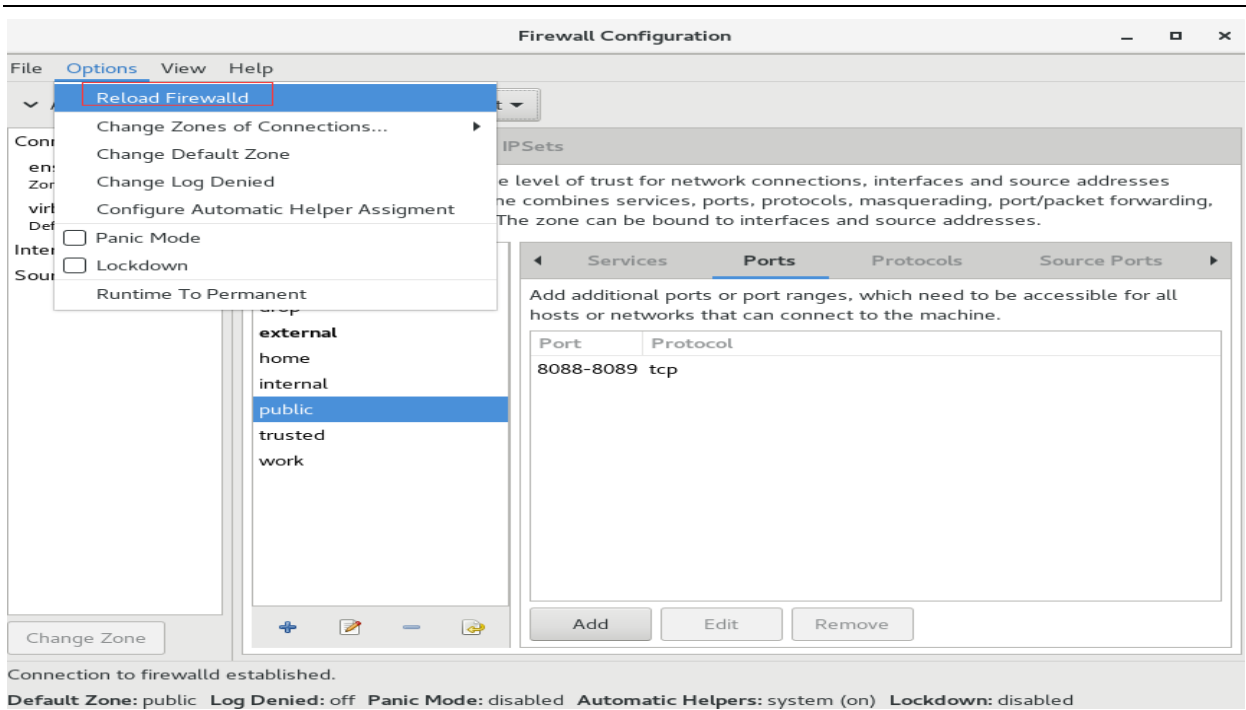 Firewall Configuration
File Options View Help
Reload Firewalld
Change Zones of Connections...
Change Default Zone
Change Log Denied
Configure Automatic Helper Assigment
Panic Mode
Lockdown
Runtime To Permanent
IPSets
level of trust for network connections, interfaces and source addresses
combines services, ports, protocols, masquerading, port/packet forwarding,
The zone can be bound to interfaces and source addresses.
Services Ports Protocols Source Ports
Add additional ports or port ranges, which need to be accessible for all
hosts or networks that can connect to the machine.
Port Protocol
8088-8089 tcp
external
home
internal
public
trusted
work
Add Edit Remove
Change Zone
Connection to firewalld established.
Default Zone: public Log Denied: off Panic Mode: disabled Automatic Helpers: system (on) Lockdown: disabled